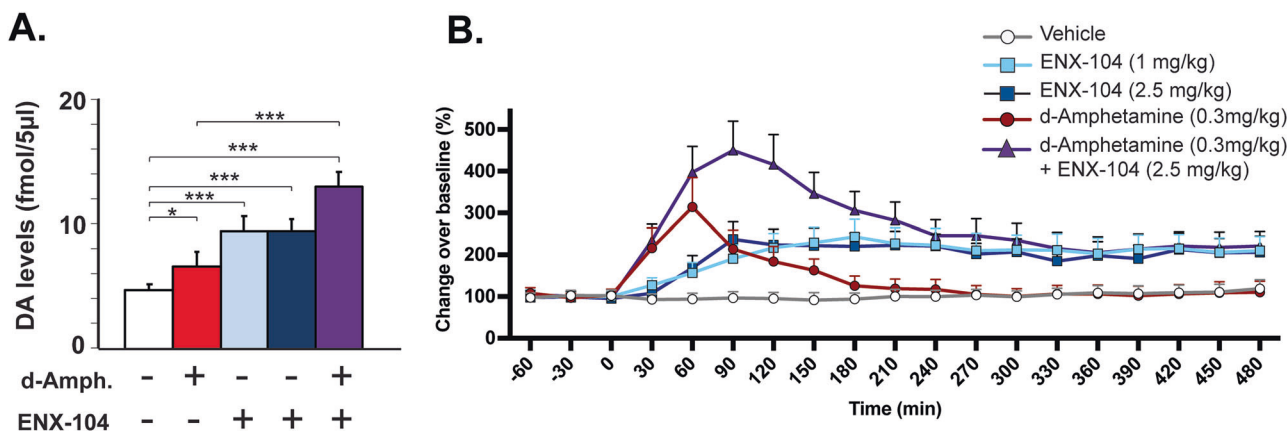 A.
DA levels (fmol/5µl)
20
10
0
***
***
***
***
*
d-Amph. - + - - +
ENX-104 - - + + +
B.
Vehicle
ENX-104 (1 mg/kg)
ENX-104 (2.5 mg/kg)
d-Amphetamine (0.3mg/kg)
d-Amphetamine (0.3mg/kg)
+ ENX-104 (2.5 mg/kg)
Change over baseline (%)
500
400
300
200
100
0
-60 -30 0 30 60 90 120 150 180 210 240 270 300 330 360 390 420 450 480
Time (min)